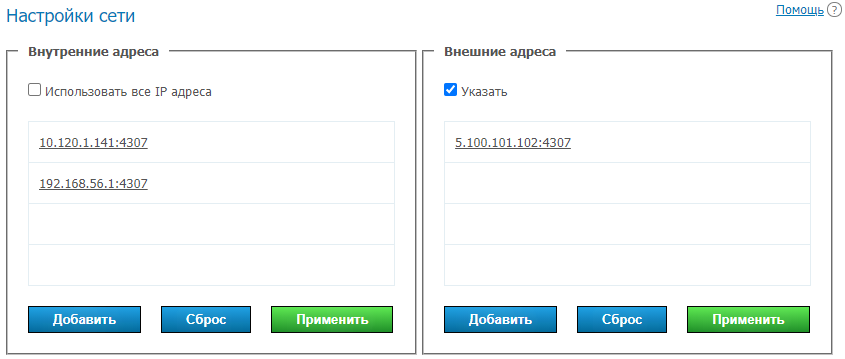 Настройки сети
Помощь ?
Внутренние адреса
Использовать все IP адреса
10.120.1.141:4307
192.168.56.1:4307
Добавить Сброс Применить
Внешние адреса
Указать
5.100.101.102:4307
Добавить Сброс Применить